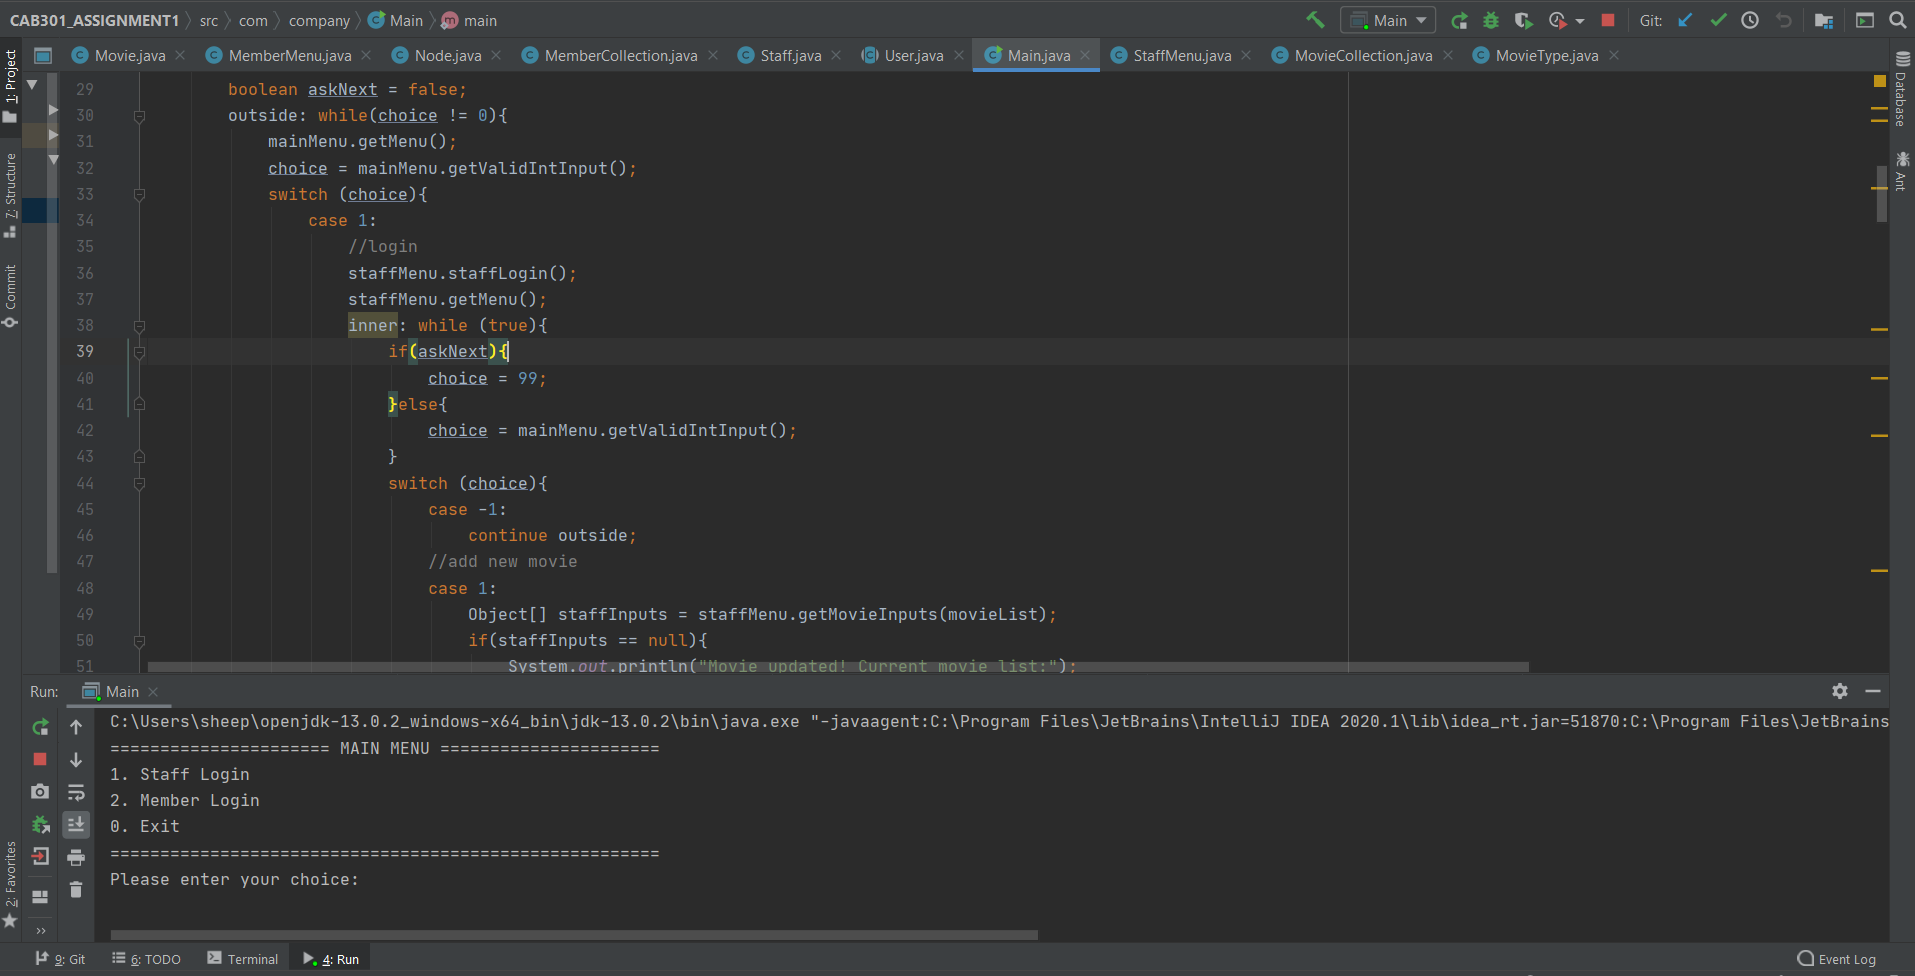 CAB301_ASSIGNMENT1 src com company Main main Main Git:
Movie.java MemberMenu.java Node.java MemberCollection.java Staff.java User.java Main.java StaffMenu.java MovieCollection.java MovieType.java
1: Project
7: Structure
Commit
2: Favorites
Database
Ant
29 boolean askNext = false;
30 outside: while(choice != 0){
31 mainMenu.getMenu();
32 choice = mainMenu.getValidIntInput();
33 switch (choice){
34 case 1:
35 //login
36 staffMenu.staffLogin();
37 staffMenu.getMenu();
38 inner: while (true){
39 if(askNext){
40 choice = 99;
41 }else{
42 choice = mainMenu.getValidIntInput();
43 }
44 switch (choice){
45 case -1:
46 continue outside;
47 //add new movie
48 case 1:
49 Object[] staffInputs = staffMenu.getMovieInputs(movieList);
50 if(staffInputs == null){
51 System.out.println("Movie updated! Current movie list:");
Run: Main
C:\Users\sheep\openjdk-13.0.2_windows-x64_bin\jdk-13.0.2\bin\java.exe "-javaagent:C:\Program Files\JetBrains\IntelliJ IDEA 2020.1\lib\idea_rt.jar=51870:C:\Program Files\JetBrains
====================== MAIN MENU ======================
1. Staff Login
2. Member Login
0. Exit
=======================================================
Please enter your choice:
9: Git 6: TODO Terminal 4: Run Event Log